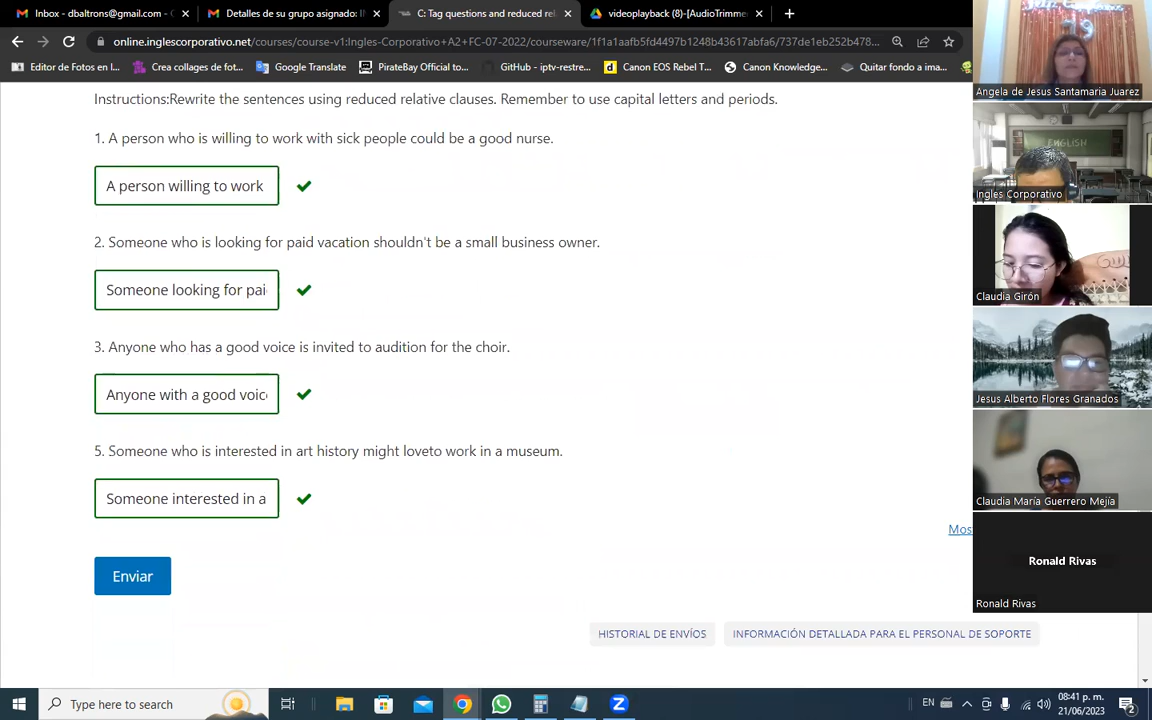 Inbox - dbaltrons@gmail.com - 
Detalles de su grupo asignado: I
C: Tag questions and reduced rel
videoplayback (8)-[AudioTrimme
online.inglescorporativo.net/courses/course-v1:Ingles-Corporativo+A2+FC-07-2022/courseware/1f1a1aafb5fd4497b1248b43617abfa6/737de1eb252b478...
Editor de Fotos en l...
Crea collages de fot...
Google Translate
PirateBay Official to...
GitHub - iptv-restre...
Canon EOS Rebel T...
Canon Knowledge...
Quitar fondo a ima...
Instructions:Rewrite the sentences using reduced relative clauses. Remember to use capital letters and periods.
1. A person who is willing to work with sick people could be a good nurse.
A person willing to work
2. Someone who is looking for paid vacation shouldn't be a small business owner.
Someone looking for pai
3. Anyone who has a good voice is invited to audition for the choir.
Anyone with a good voic
5. Someone who is interested in art history might loveto work in a museum.
Someone interested in a
Mos
Enviar
HISTORIAL DE ENVÍOS
INFORMACIÓN DETALLADA PARA EL PERSONAL DE SOPORTE
Angela de Jesus Santamaria Juarez
ENGLISH
Ingles Corporativo
Claudia Girón
Jesus Alberto Flores Granados
Claudia María Guerrero Mejía
Ronald Rivas
Ronald Rivas
Type here to search
EN
08:41 p. m.
21/06/2023
2